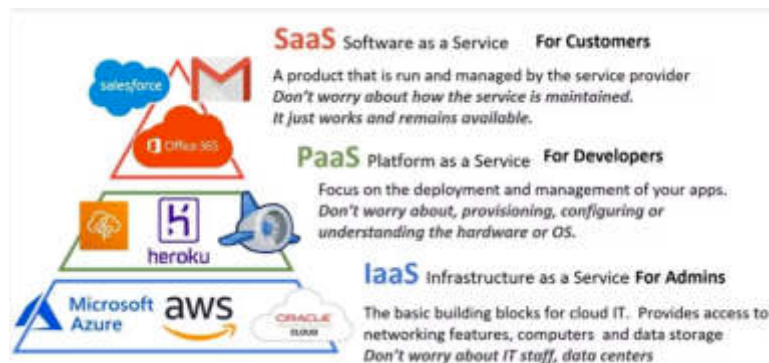 SaaS Software as a Service For Customers
A product that is run and managed by the service provider
Don't worry about how the service is maintained.
It just works and remains available.
salesforce
Office 365
PaaS Platform as a Service For Developers
Focus on the deployment and management of your apps.
Don't worry about, provisioning, configuring or
understanding the hardware or OS.
heroku
IaaS Infrastructure as a Service For Admins
The basic building blocks for cloud IT. Provides access to
networking features, computers and data storage
Don't worry about IT staff, data centers
Microsoft
Azure
aws
ORACLE
CLOUD